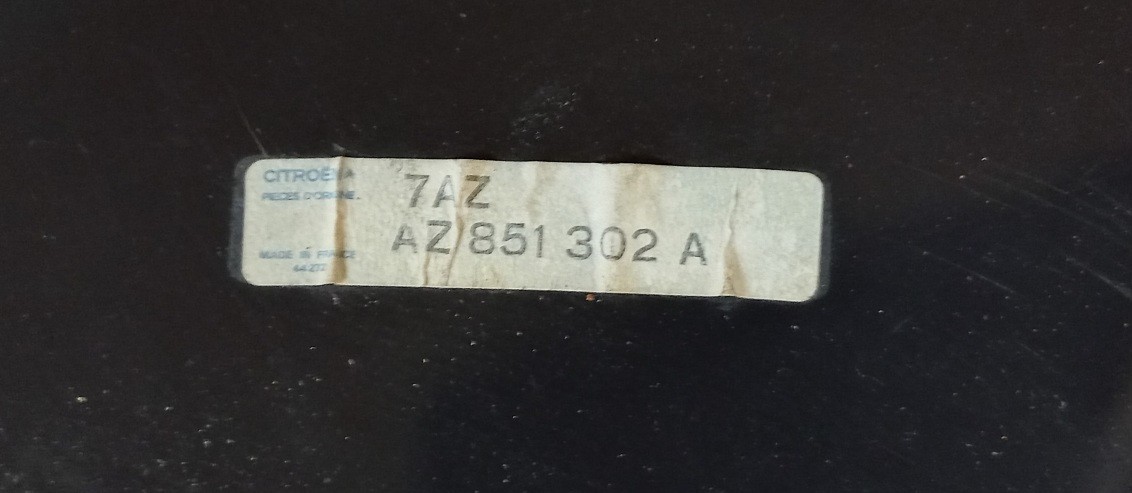 CITROËN
PIECES D'ORIGINE
7AZ
AZ 851 302 A
MADE IN FRANCE